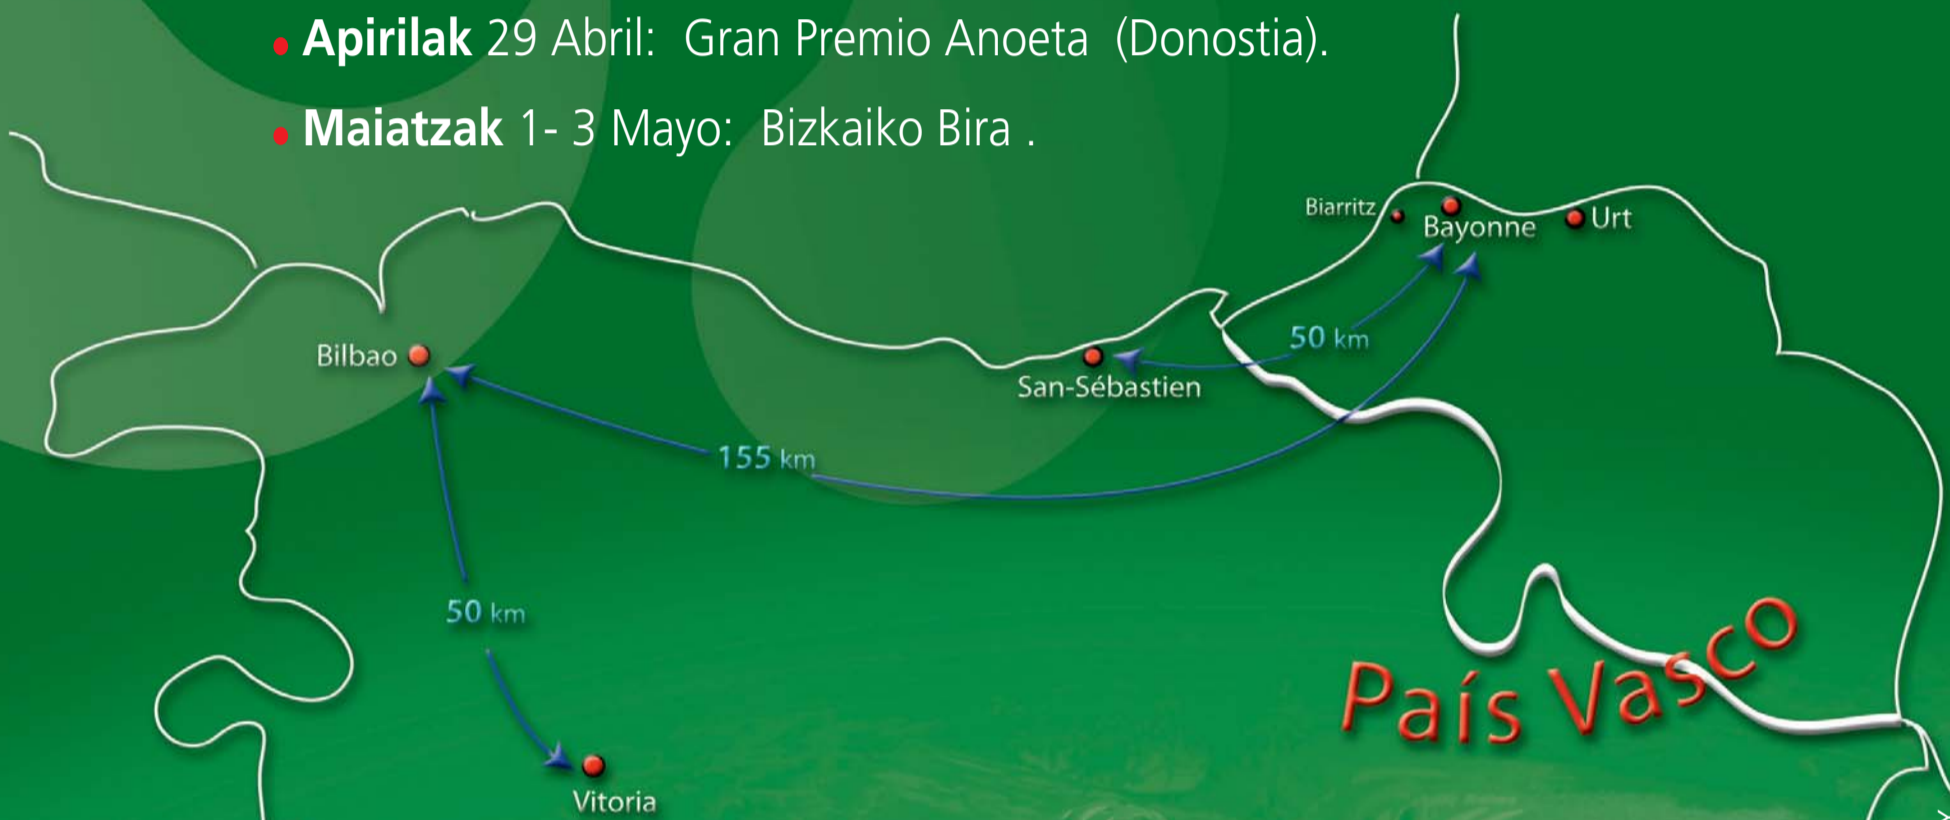 • Apirilak 29 Abril: Gran Premio Anoeta (Donostia).
• Maiatzak 1- 3 Mayo: Bizkaiko Bira .
Biarritz
Bayonne
Urt
50 km
Bilbao
San-Sébastien
155 km
50 km
País Vasco
Vitoria